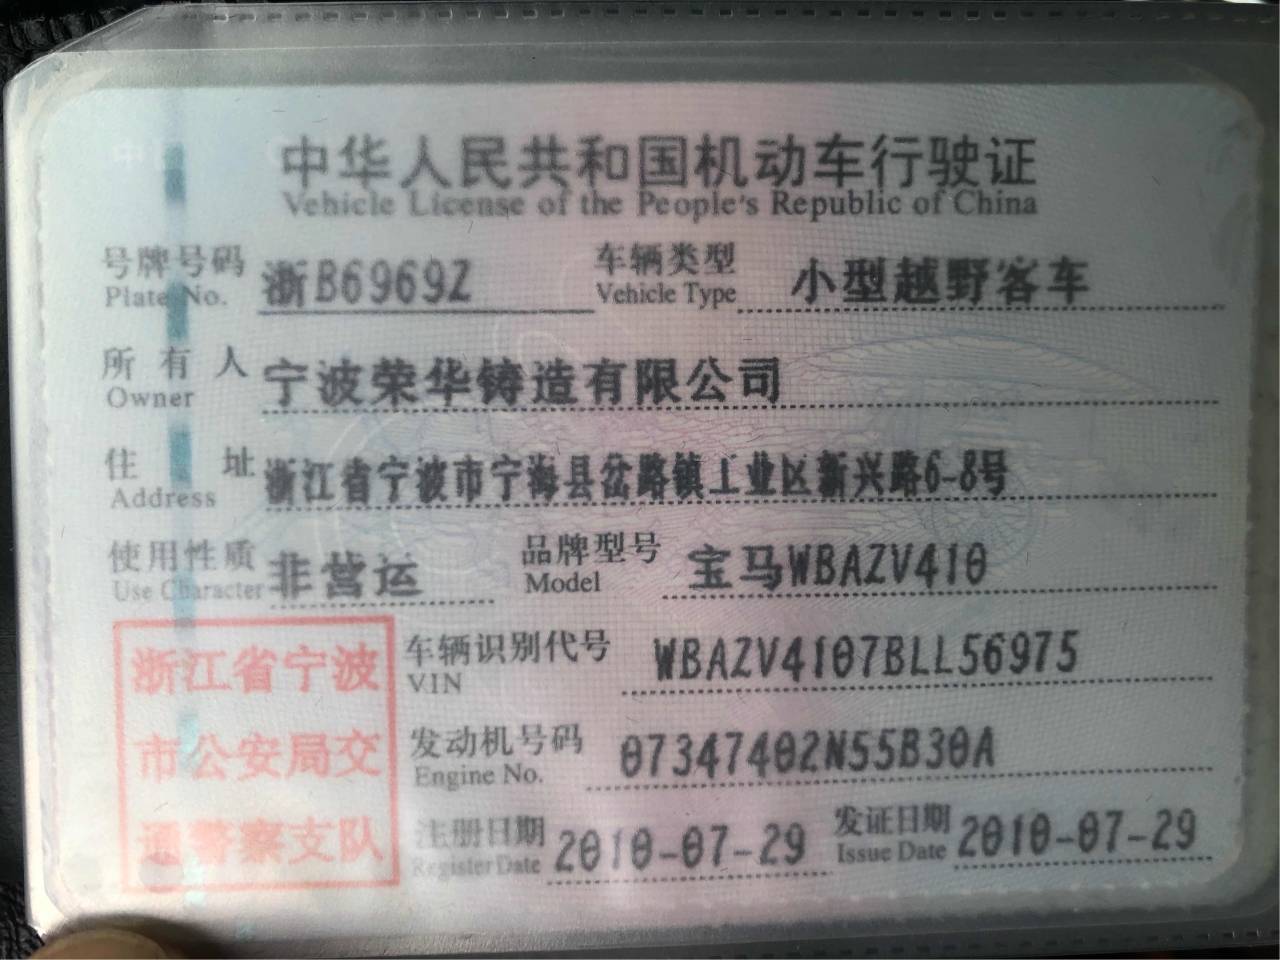 中华人民共和国机动车行驶证
Vehicle License of the People's Republic of China
号牌号码 浙B6969Z 车辆类型 小型越野客车
Plate No. Vehicle Type
所有人 宁波荣华铸造有限公司
Owner
住址 浙江省宁波市宁海县岔路镇工业区新兴路6-8号
Address
使用性质 非营运 品牌型号 宝马WBAZV410
Use Character Model
浙江省宁波
市公安局交
通警察支队
车辆识别代号 WBAZV4107BLL56975
VIN
发动机号码 07347402N55B30A
Engine No.
注册日期 2010-07-29 发证日期 2010-07-29
Register Date Issue Date